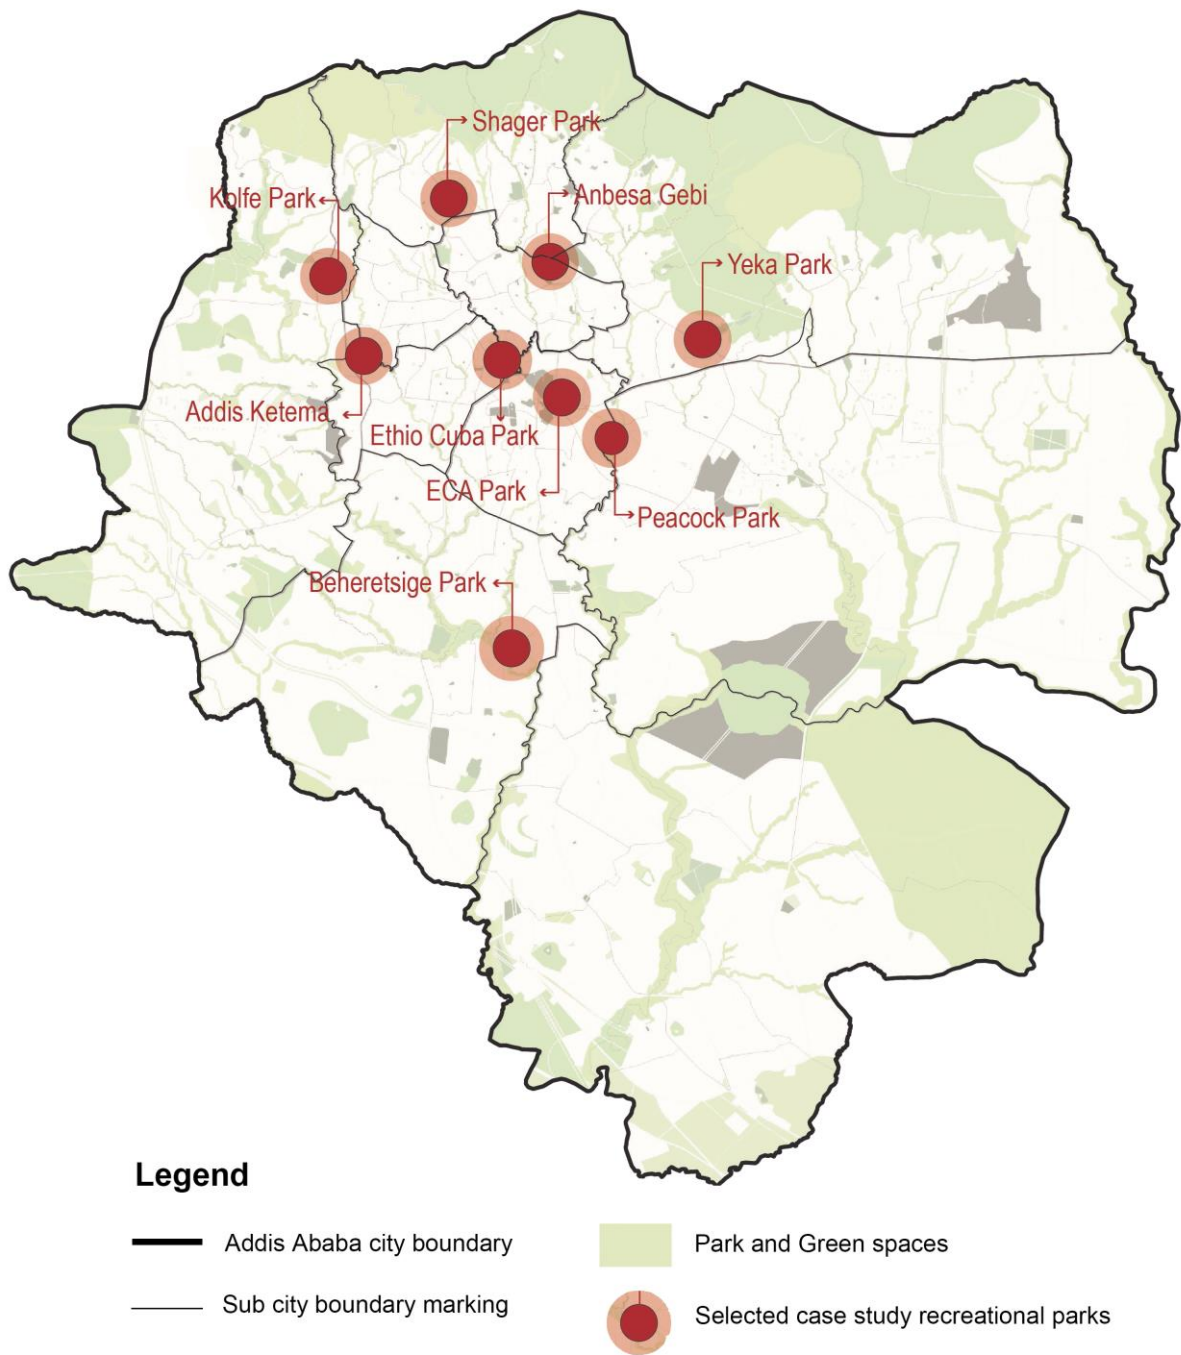 Shager Park
Kolfe Park
Anbesa Gebi
Yeka Park
Addis Ketema
Ethio Cuba Park
ECA Park
Peacock Park
Beheretsige Park
Legend
Addis Ababa city boundary
Park and Green spaces
Sub city boundary marking
Selected case study recreational parks